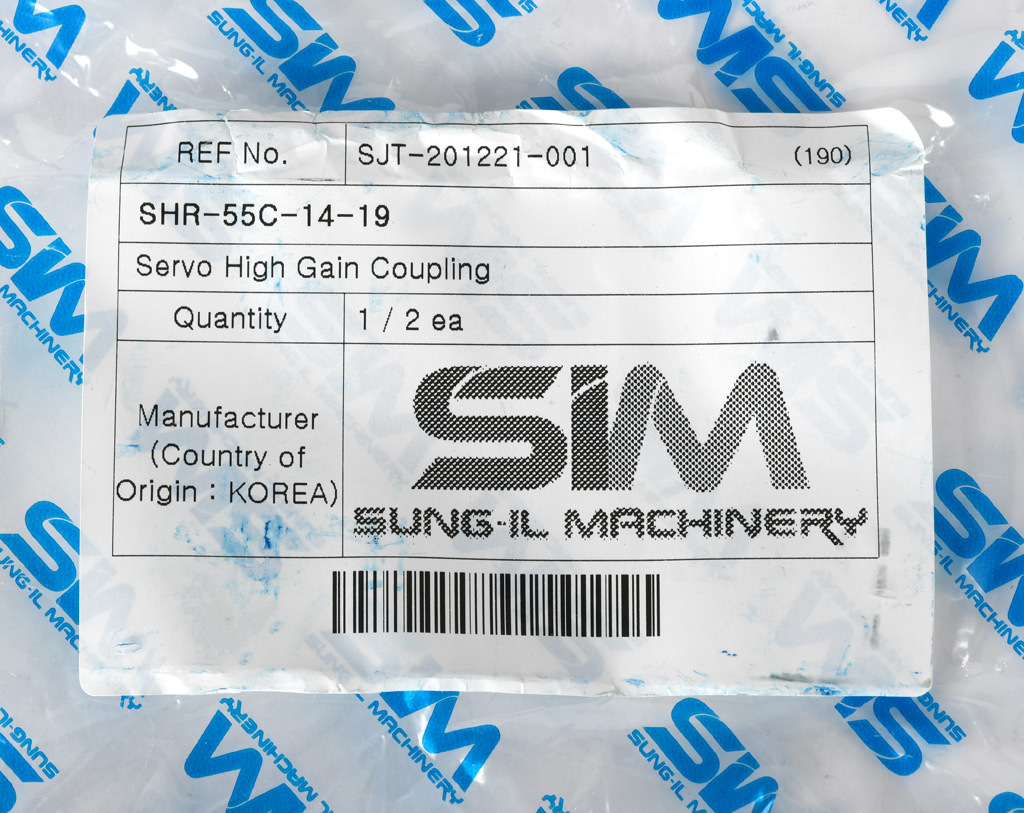 REF No. SJT-201221-001 (190)
SHR-55C-14-19
Servo High Gain Coupling
Quantity 1 / 2 ea
Manufacturer
(Country of
Origin : KOREA)
SIM
SUNG-IL MACHINERY